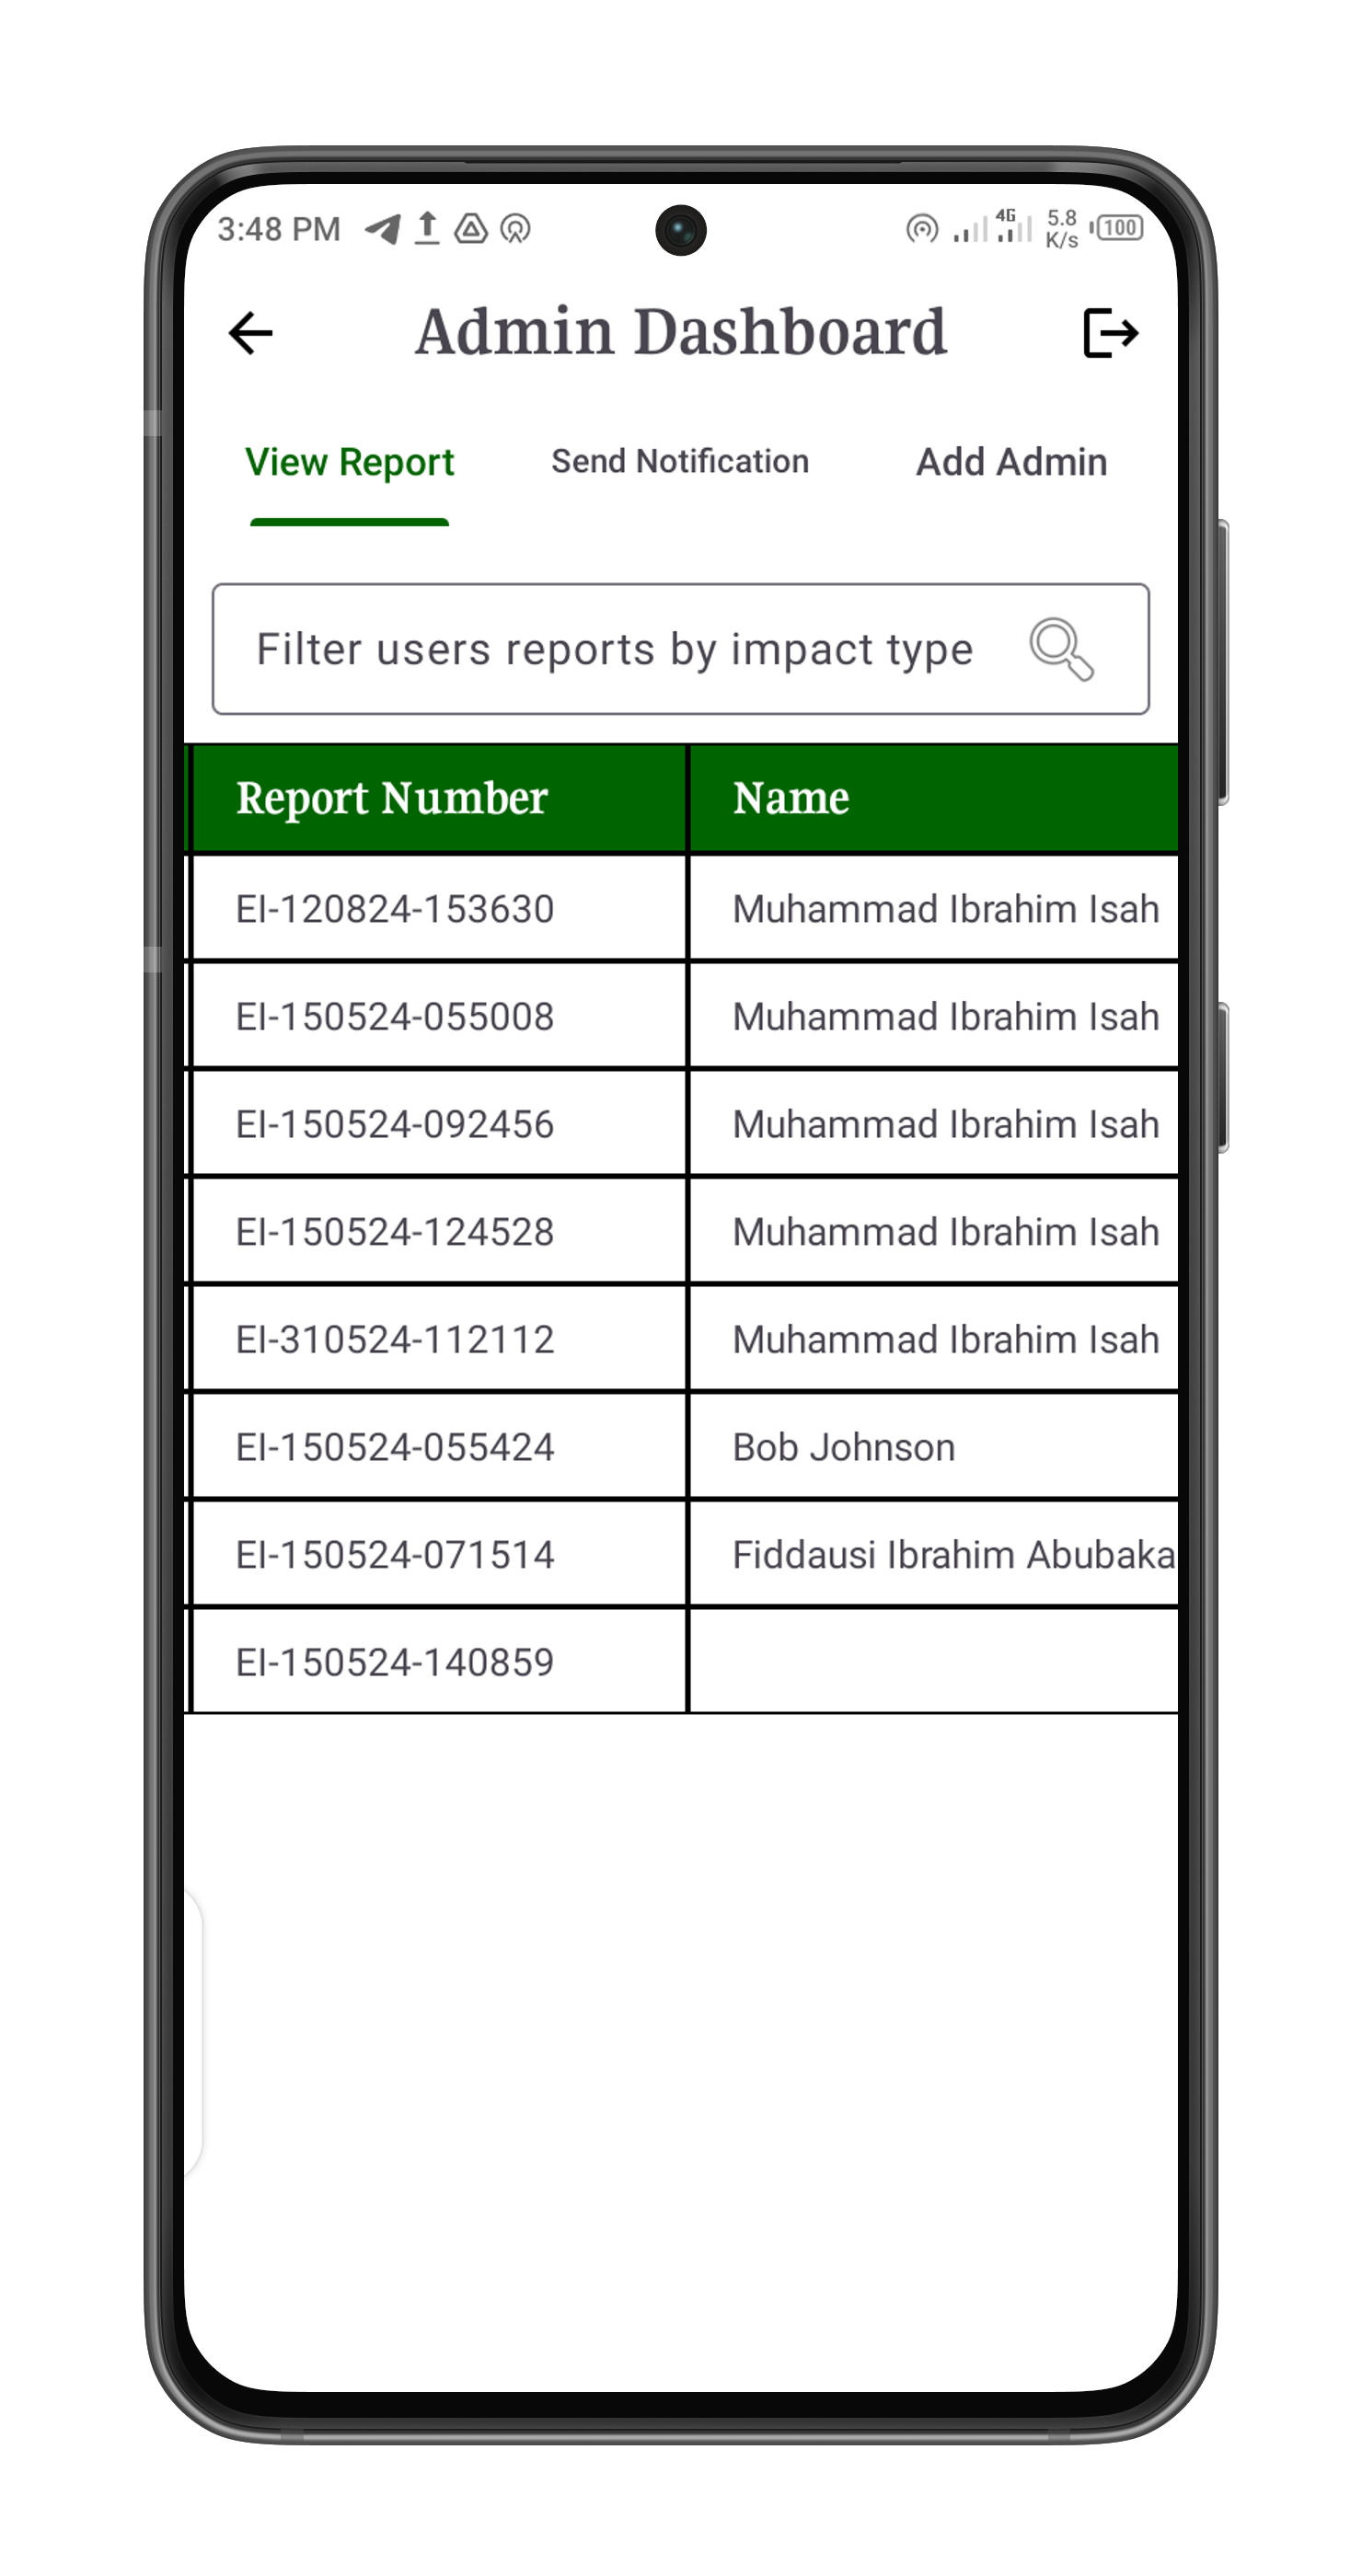 3:48 PM 4G 5.8 K/s 100
Admin Dashboard
View Report Send Notification Add Admin
Filter users reports by impact type
Report Number Name
EI-120824-153630 Muhammad Ibrahim Isah
EI-150524-055008 Muhammad Ibrahim Isah
EI-150524-092456 Muhammad Ibrahim Isah
EI-150524-124528 Muhammad Ibrahim Isah
EI-310524-112112 Muhammad Ibrahim Isah
EI-150524-055424 Bob Johnson
EI-150524-071514 Fiddausi Ibrahim Abubaka
EI-150524-140859